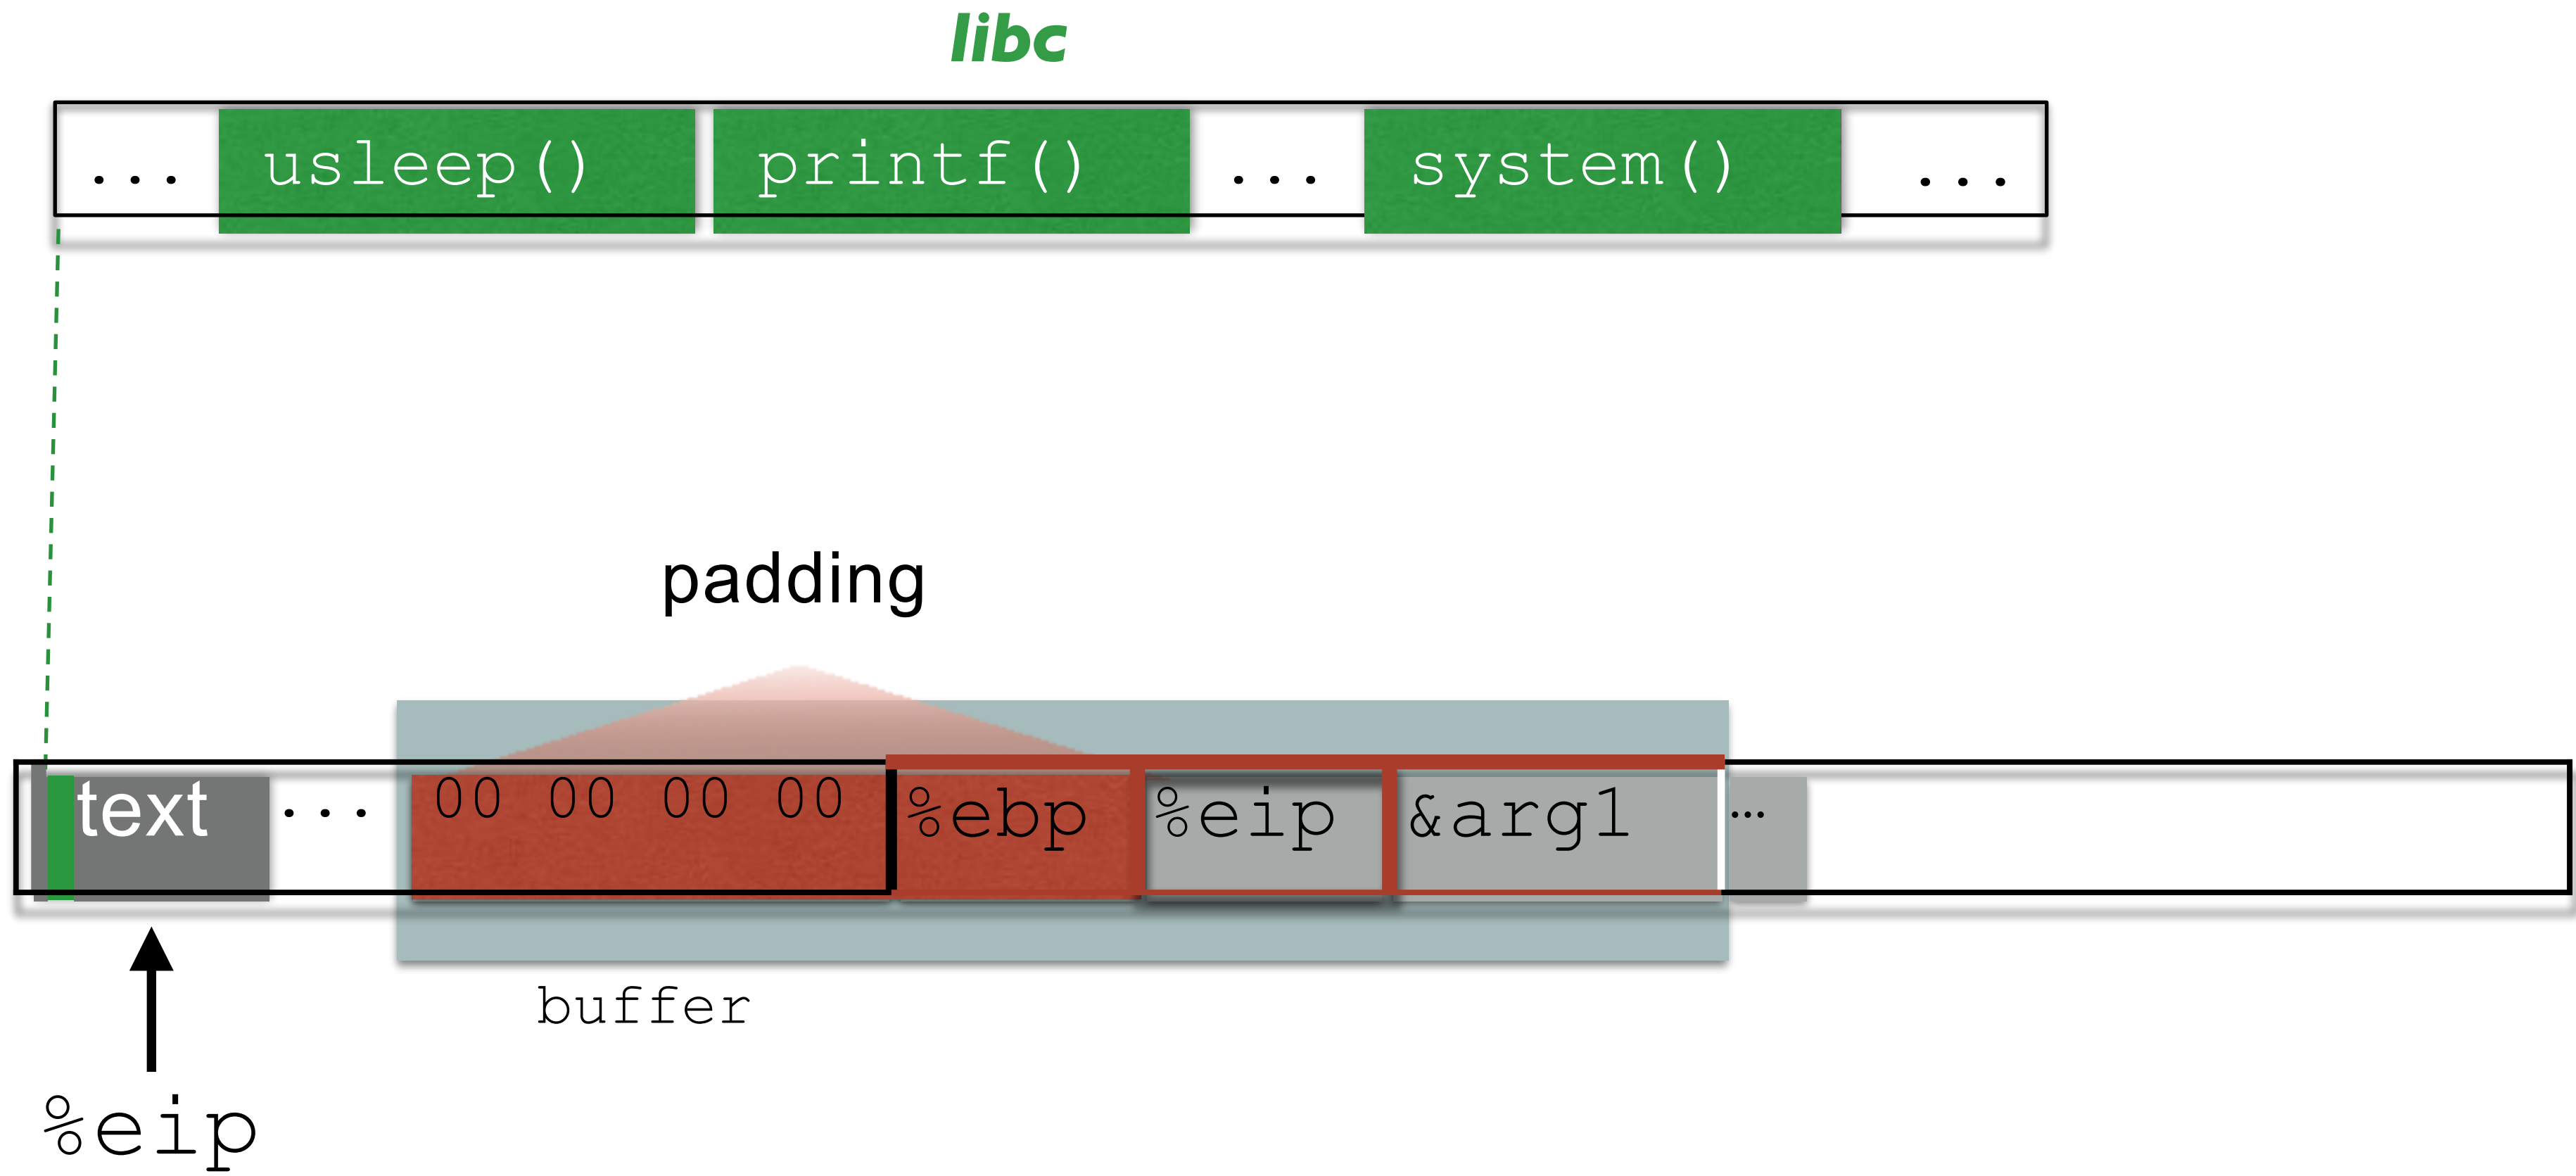 libc
... usleep() printf() ... system() ...
padding
text ... 00 00 00 00 %ebp %eip &arg1 ...
buffer
%eip